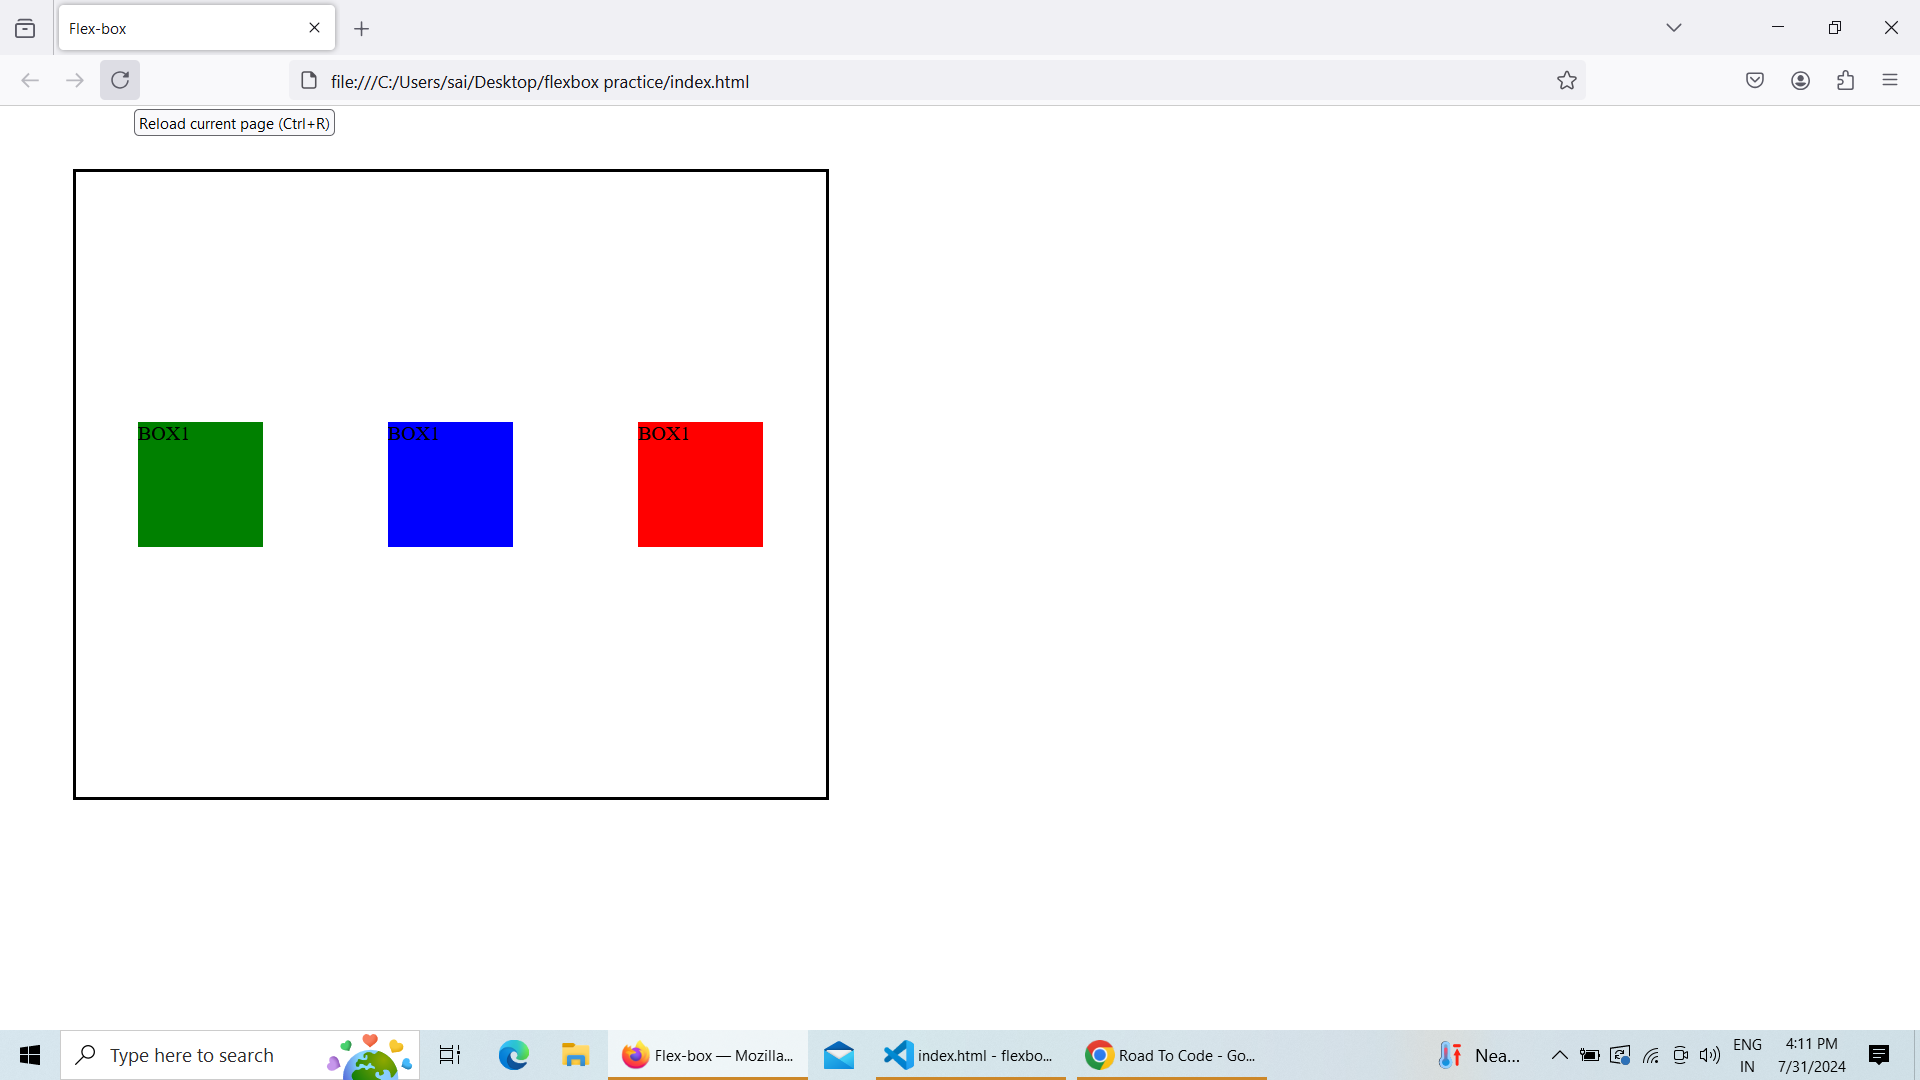 Flex-box
file:///C:/Users/sai/Desktop/flexbox practice/index.html
Reload current page (Ctrl+R)
BOX1 BOX1 BOX1
Type here to search
Flex-box — Mozilla...
index.html - flexbo...
Road To Code - Go...
Nea...
ENG
IN
4:11 PM
7/31/2024